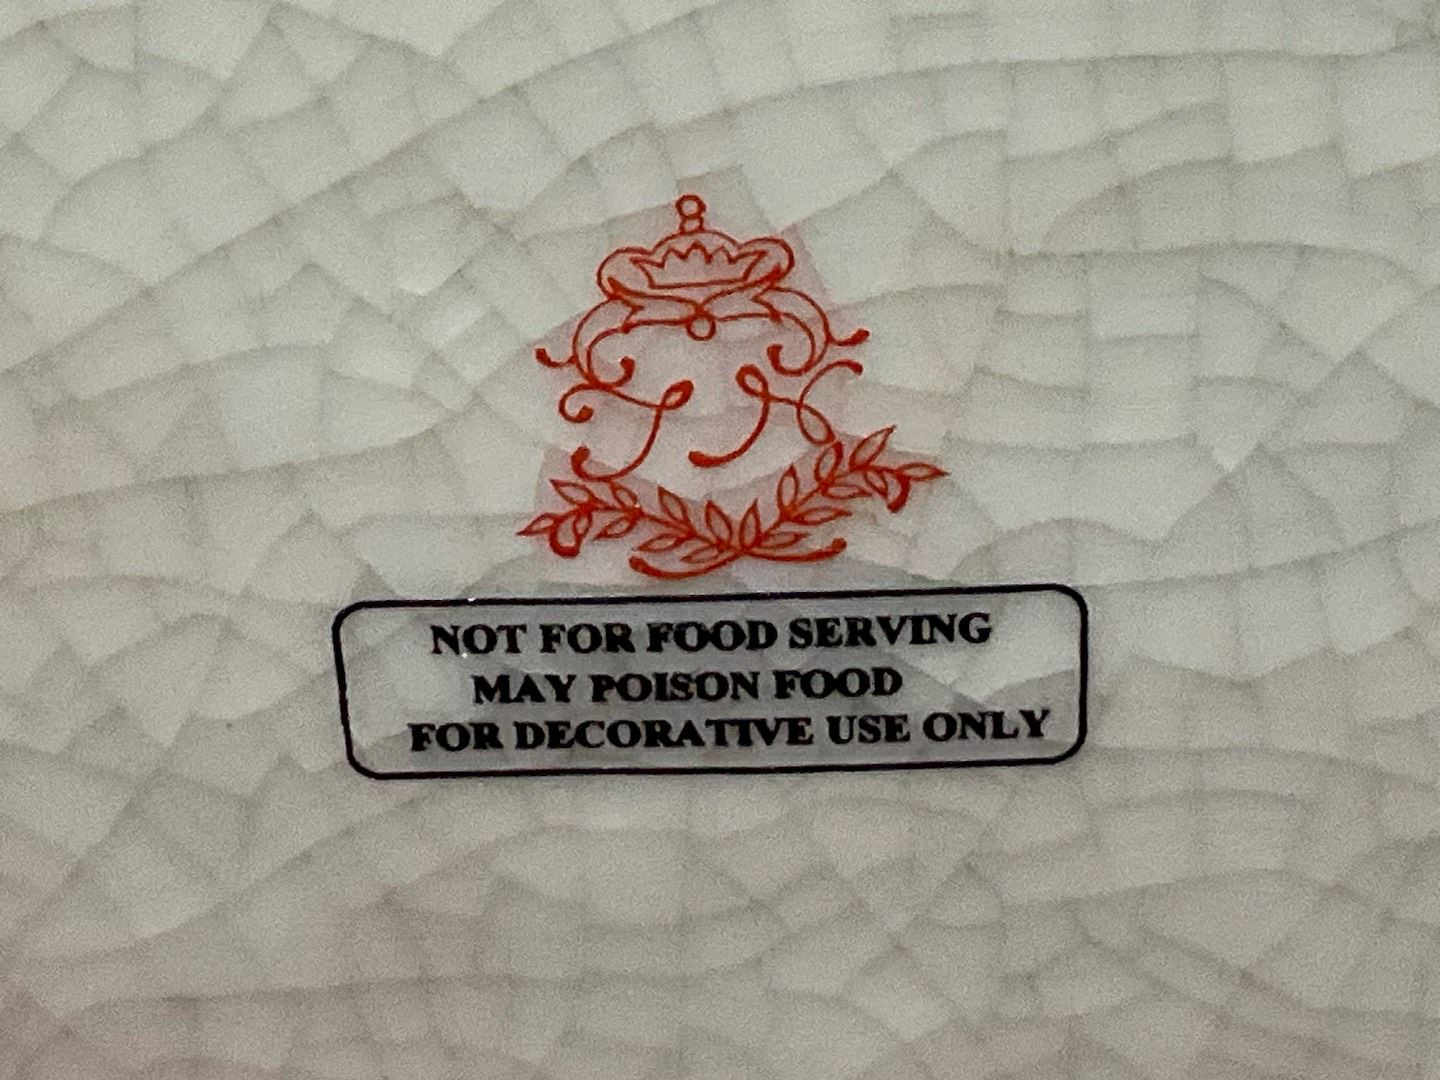 NOT FOR FOOD SERVING
MAY POISON FOOD
FOR DECORATIVE USE ONLY